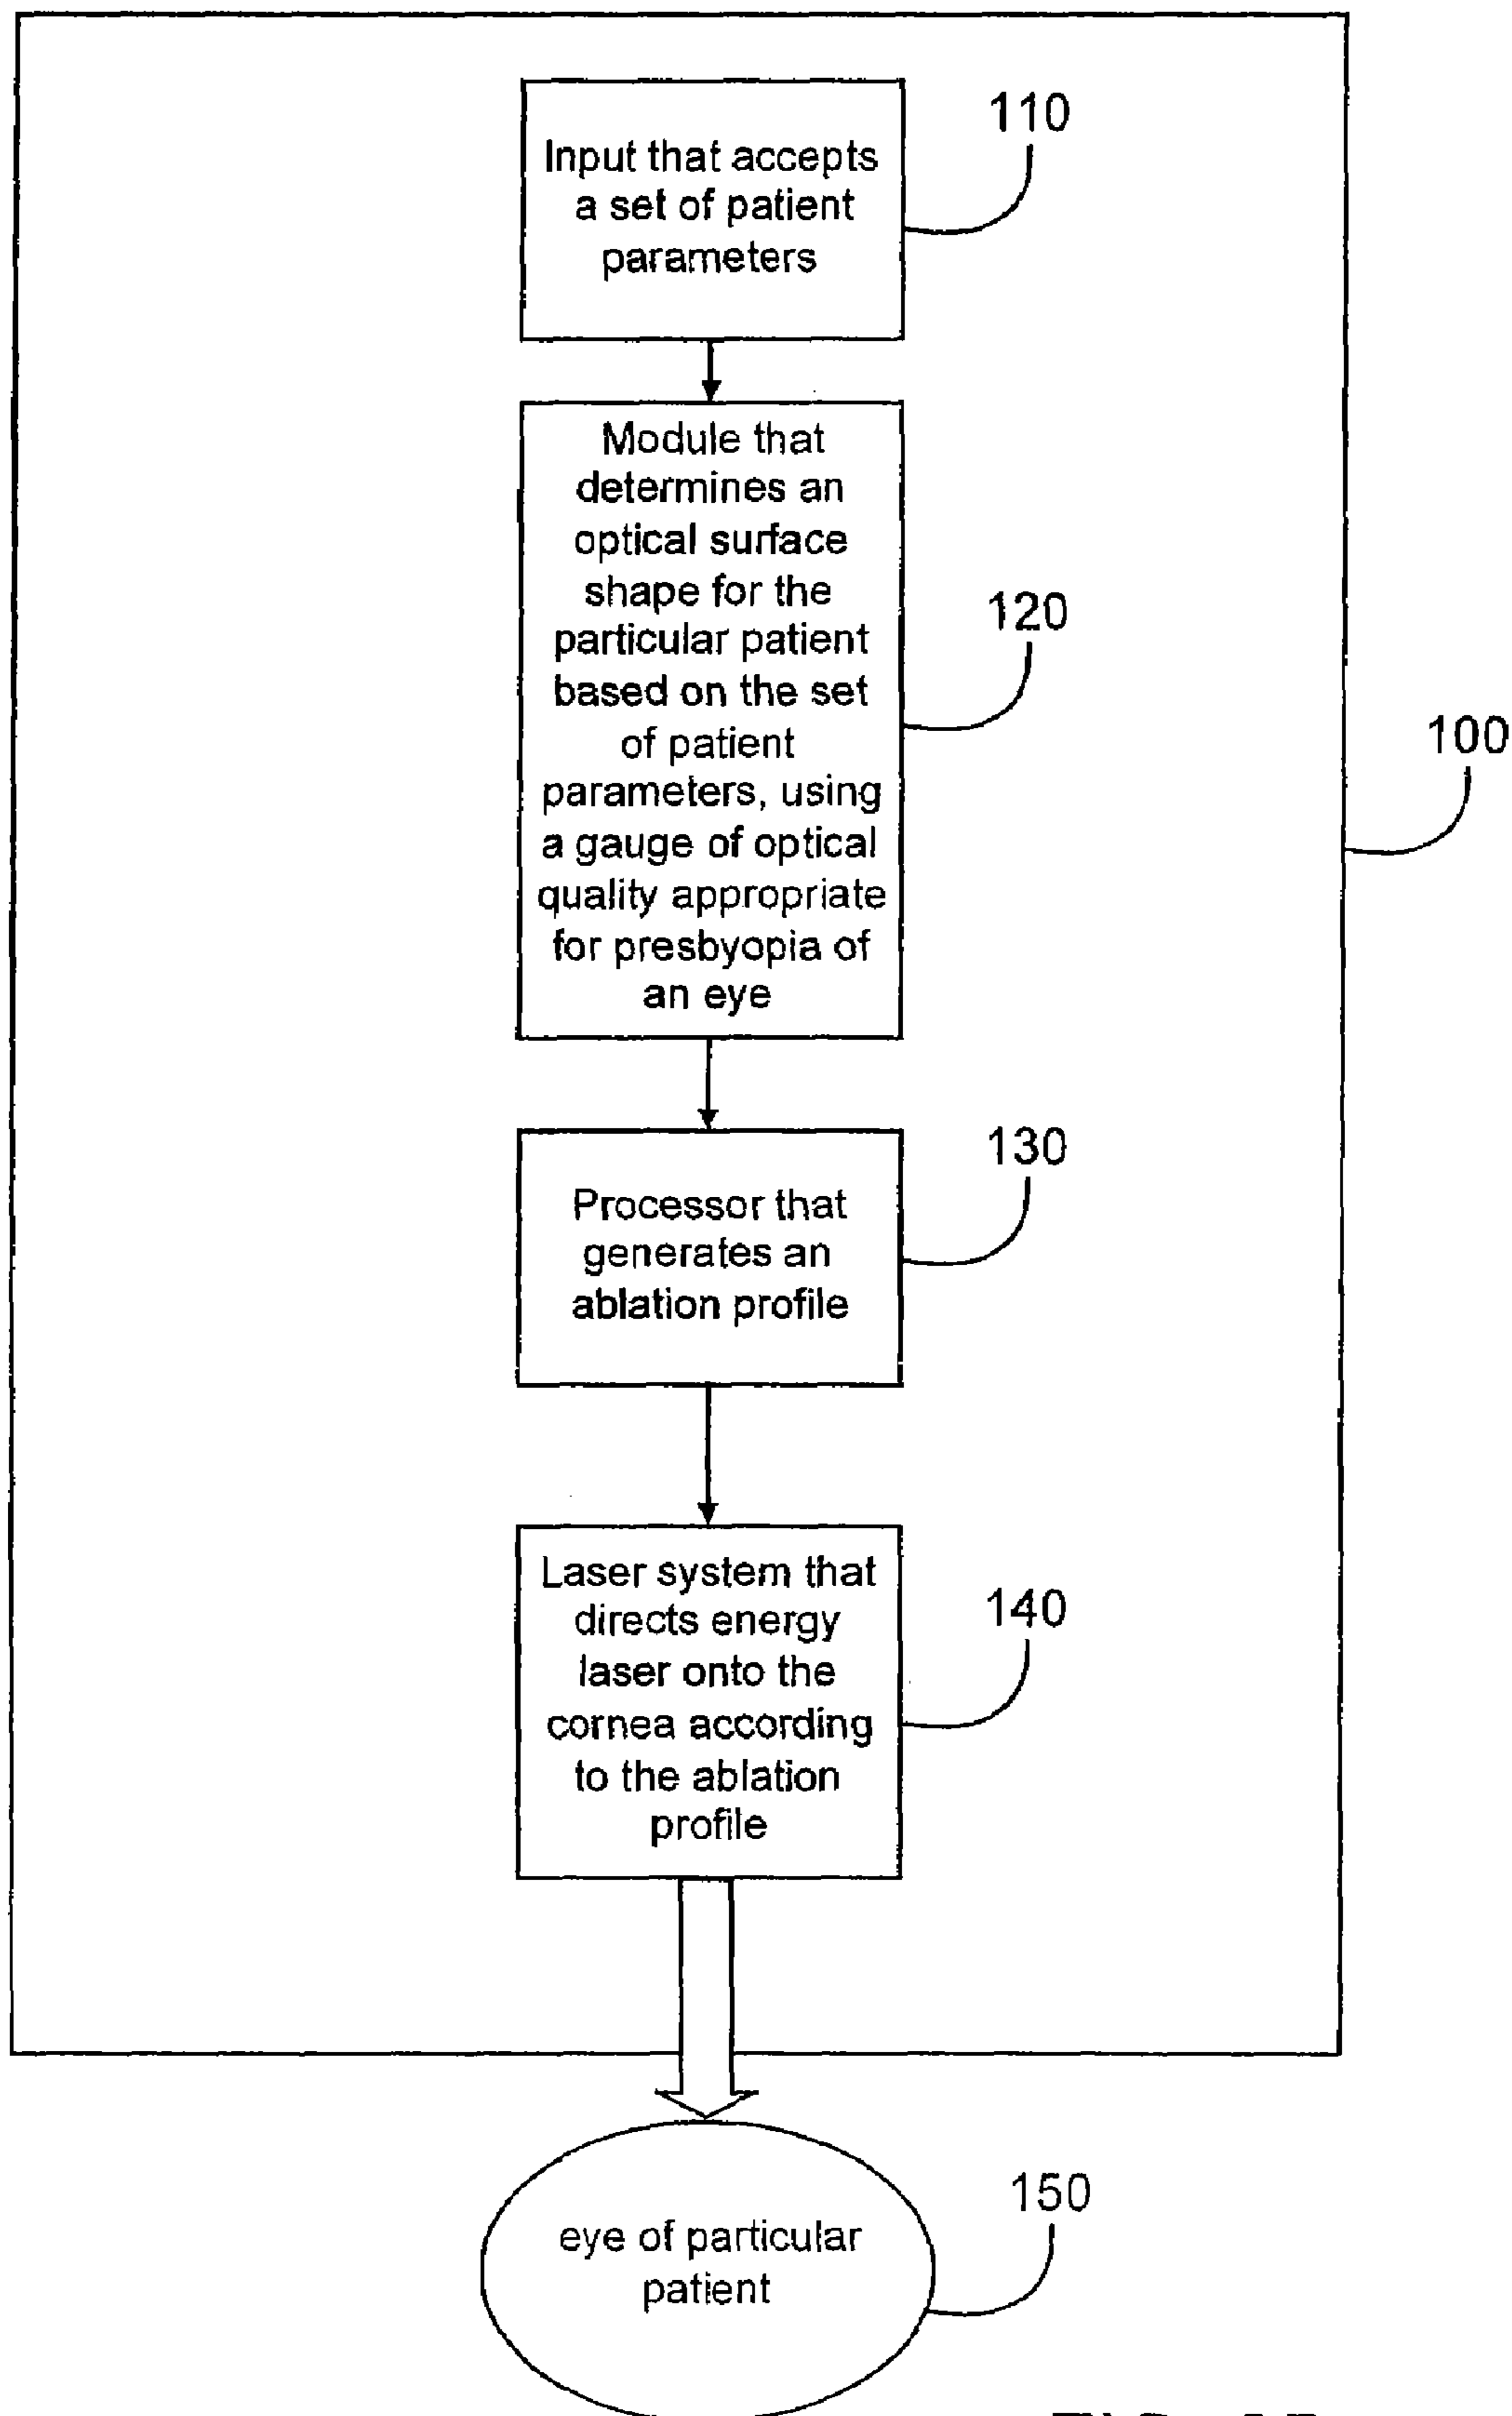 110
Input that accepts
a set of patient
parameters
Module that
determines an
optical surface
shape for the
particular patient
based on the set
of patient
parameters, using
a gauge of optical
quality appropriate
for presbyopia of
an eye
120
100
130
Processor that
generates an
ablation profile
Laser system that
directs energy
laser onto the
cornea according
to the ablation
profile
140
150
eye of particular
patient